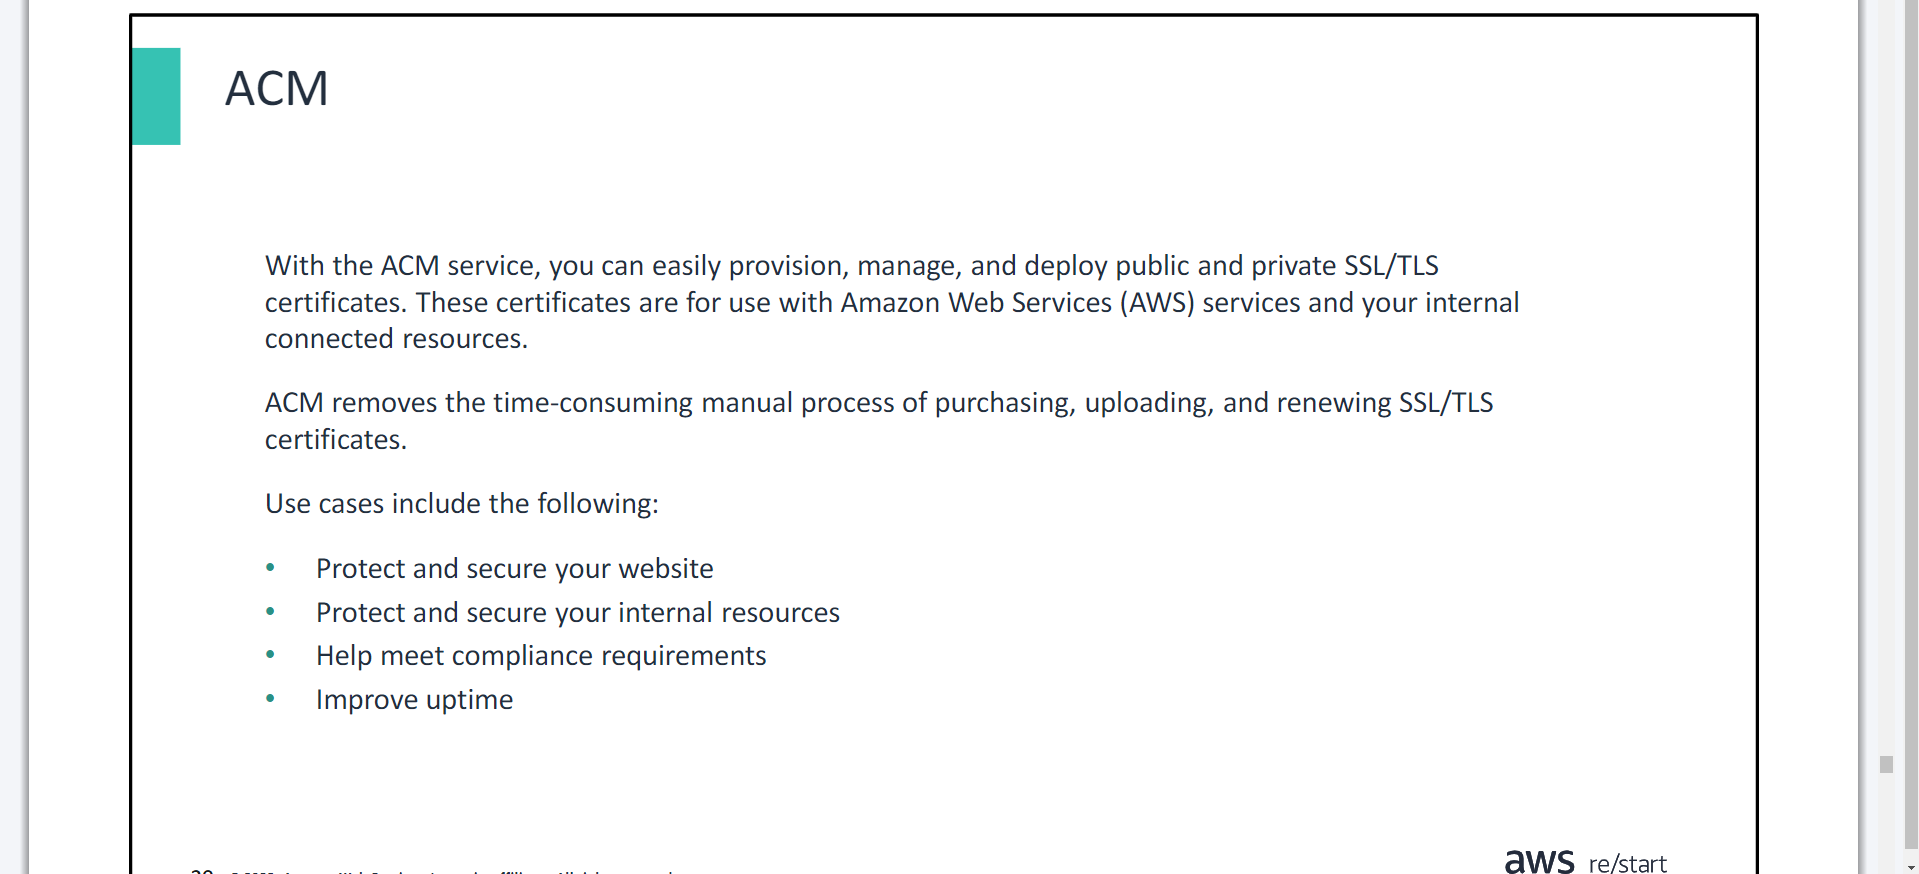 ACM
With the ACM service, you can easily provision, manage, and deploy public and private SSL/TLS
certificates. These certificates are for use with Amazon Web Services (AWS) services and your internal
connected resources.
ACM removes the time-consuming manual process of purchasing, uploading, and renewing SSL/TLS
certificates.
Use cases include the following:
• Protect and secure your website
• Protect and secure your internal resources
• Help meet compliance requirements
• Improve uptime
aws re/start